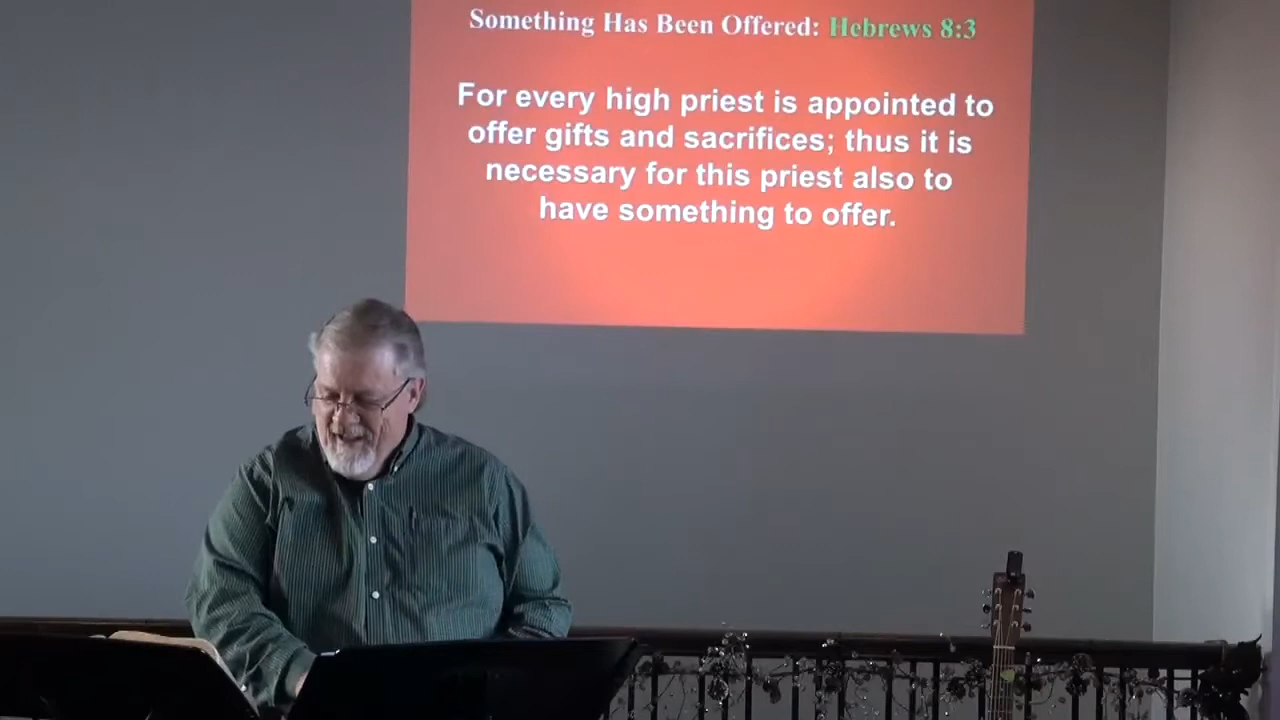 Something Has Been Offered: Hebrews 8:3
For every high priest is appointed to
offer gifts and sacrifices; thus it is
necessary for this priest also to
have something to offer.